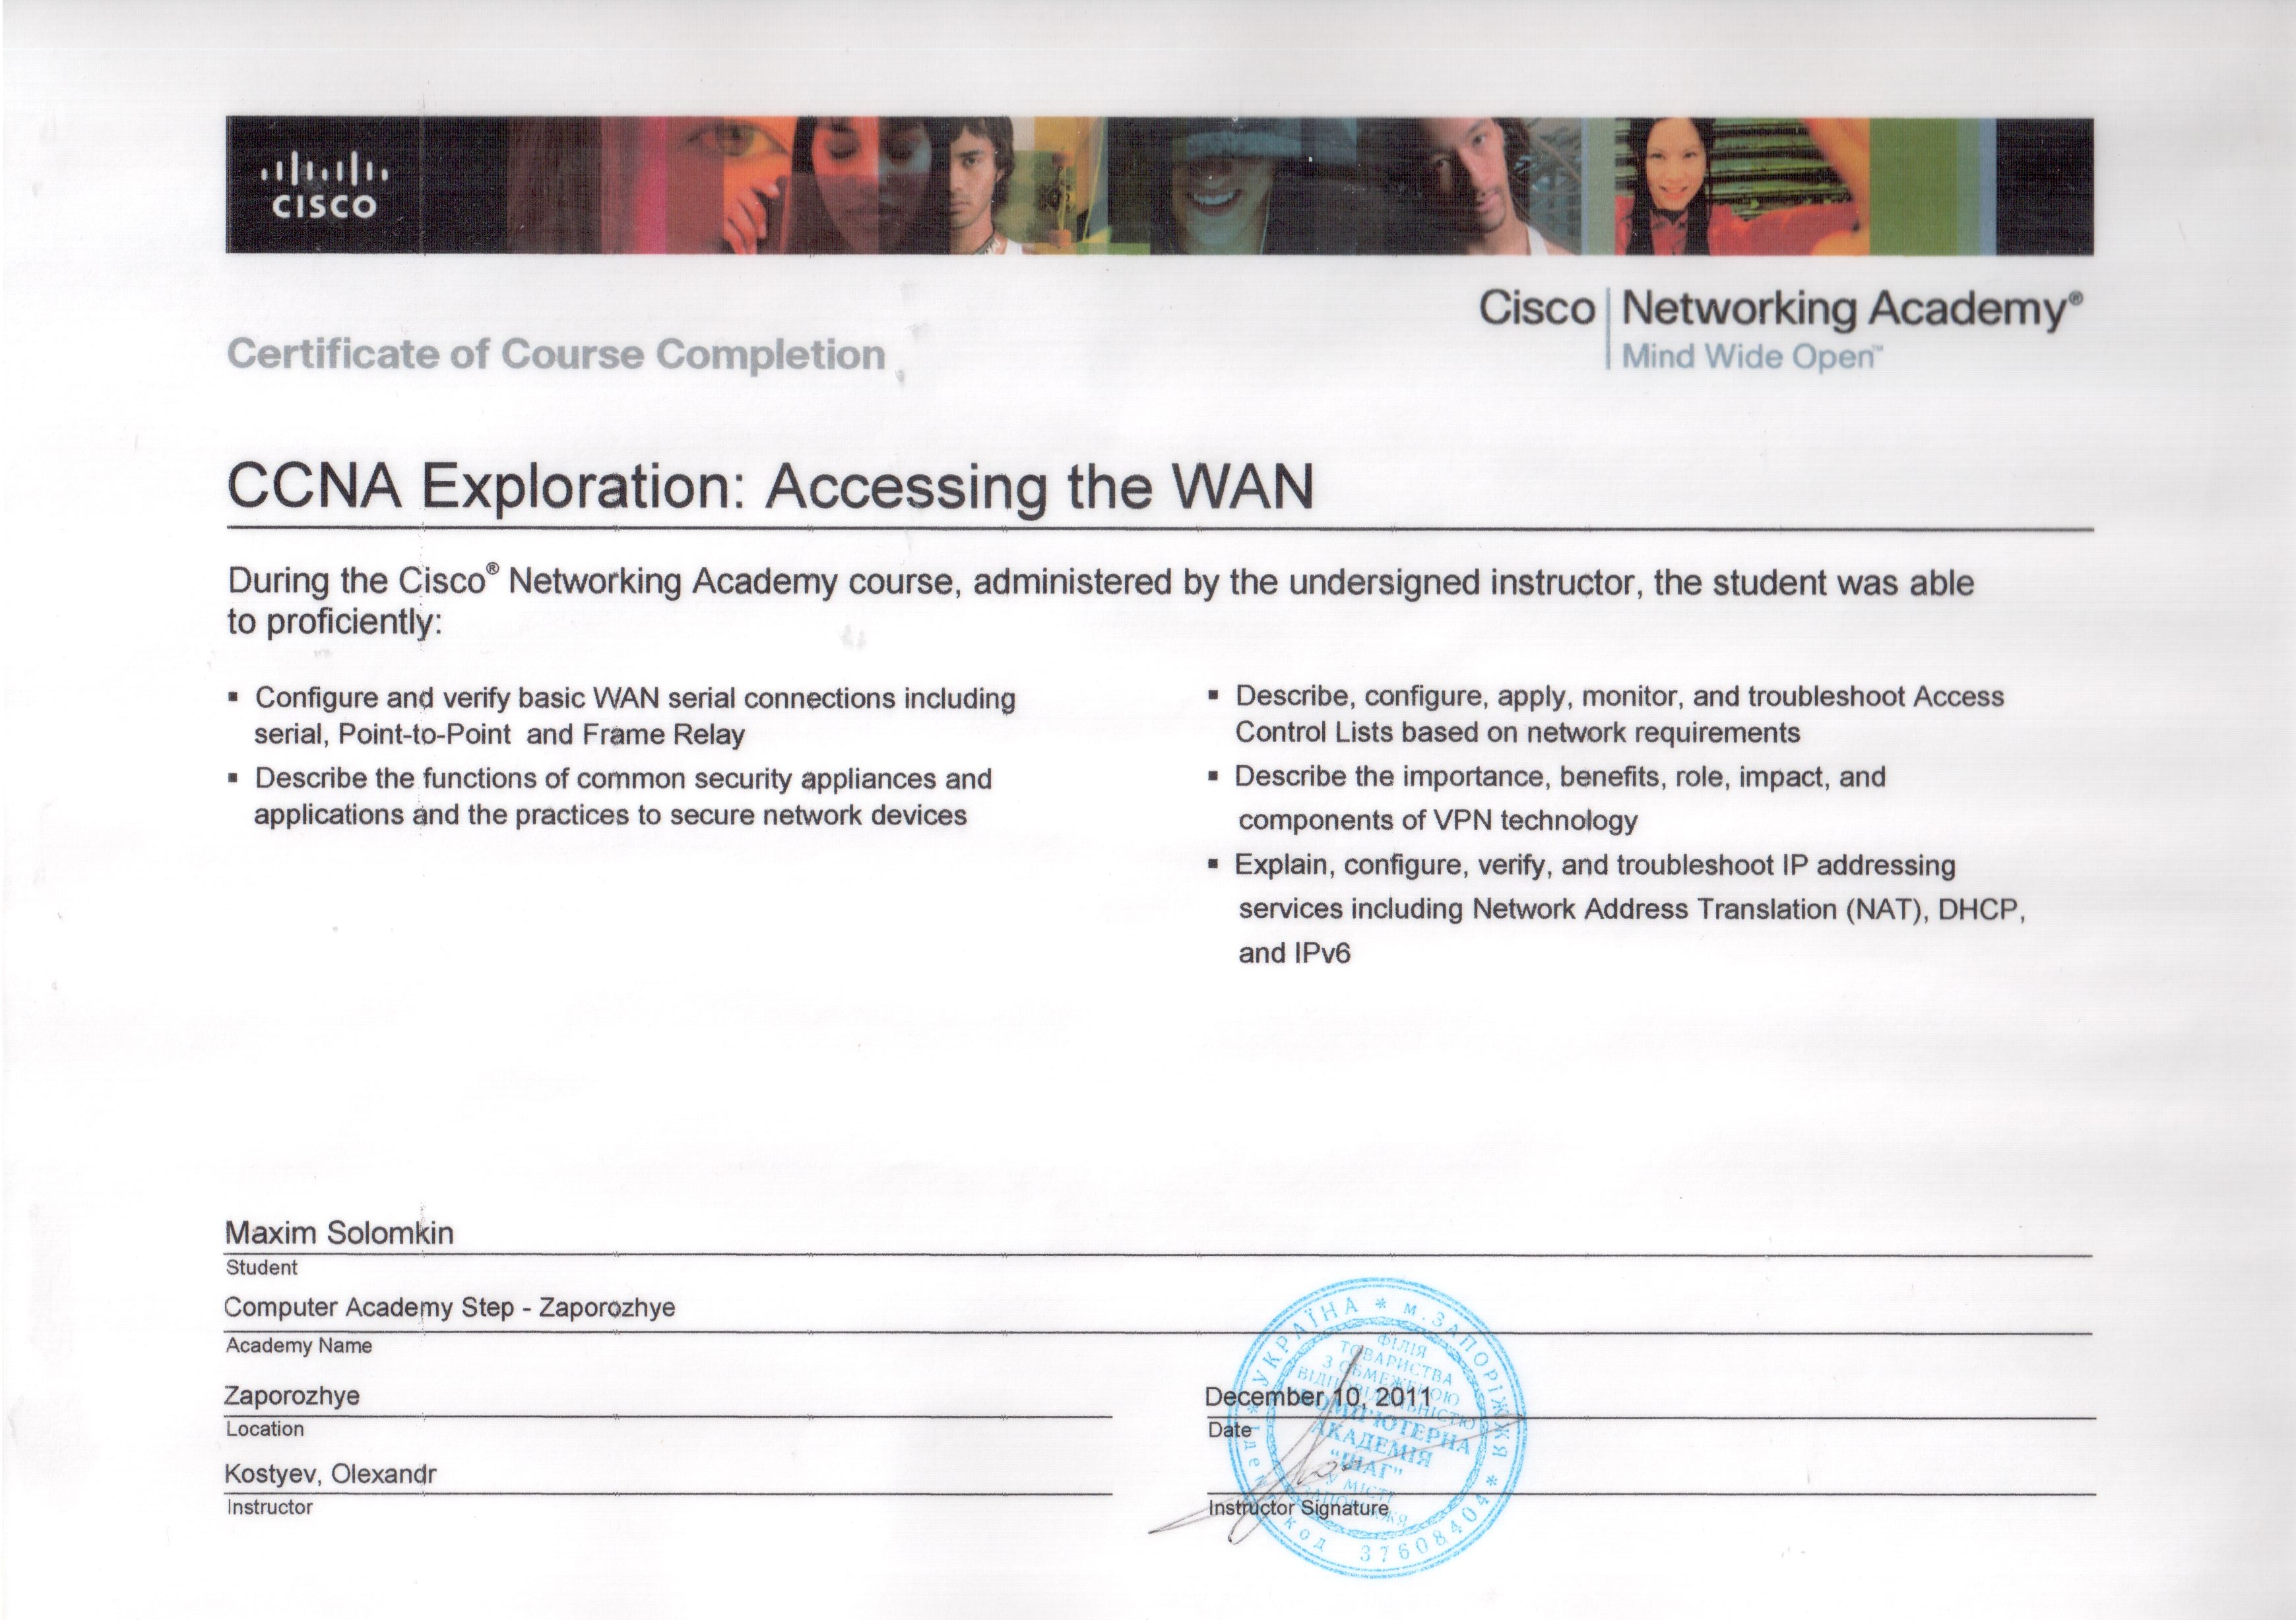 CISCO
Cisco | Networking Academy®
Mind Wide Open™
Certificate of Course Completion
CCNA Exploration: Accessing the WAN
During the Cisco® Networking Academy course, administered by the undersigned instructor, the student was able
to proficiently:
▪ Configure and verify basic WAN serial connections including
serial, Point-to-Point and Frame Relay
▪ Describe the functions of common security appliances and
applications and the practices to secure network devices
▪ Describe, configure, apply, monitor, and troubleshoot Access
Control Lists based on network requirements
▪ Describe the importance, benefits, role, impact, and
components of VPN technology
▪ Explain, configure, verify, and troubleshoot IP addressing
services including Network Address Translation (NAT), DHCP,
and IPv6
Maxim Solomkin
Student
Computer Academy Step - Zaporozhye
Academy Name
Zaporozhye
Location
December 10, 2011
Date
Kostyev, Olexandr
Instructor
Instructor Signature
УКРАЇНА * м.ЗАПОРІЖЖЯ *
код 37608404
ФІЛІЯ
ТОВАРИСТВА
З ОБМЕЖЕНОЮ
ВІДПОВІДАЛЬНІСТЮ
КОМП'ЮТЕРНА
АКАДЕМІЯ
"ШАГ"
У МІСТІ